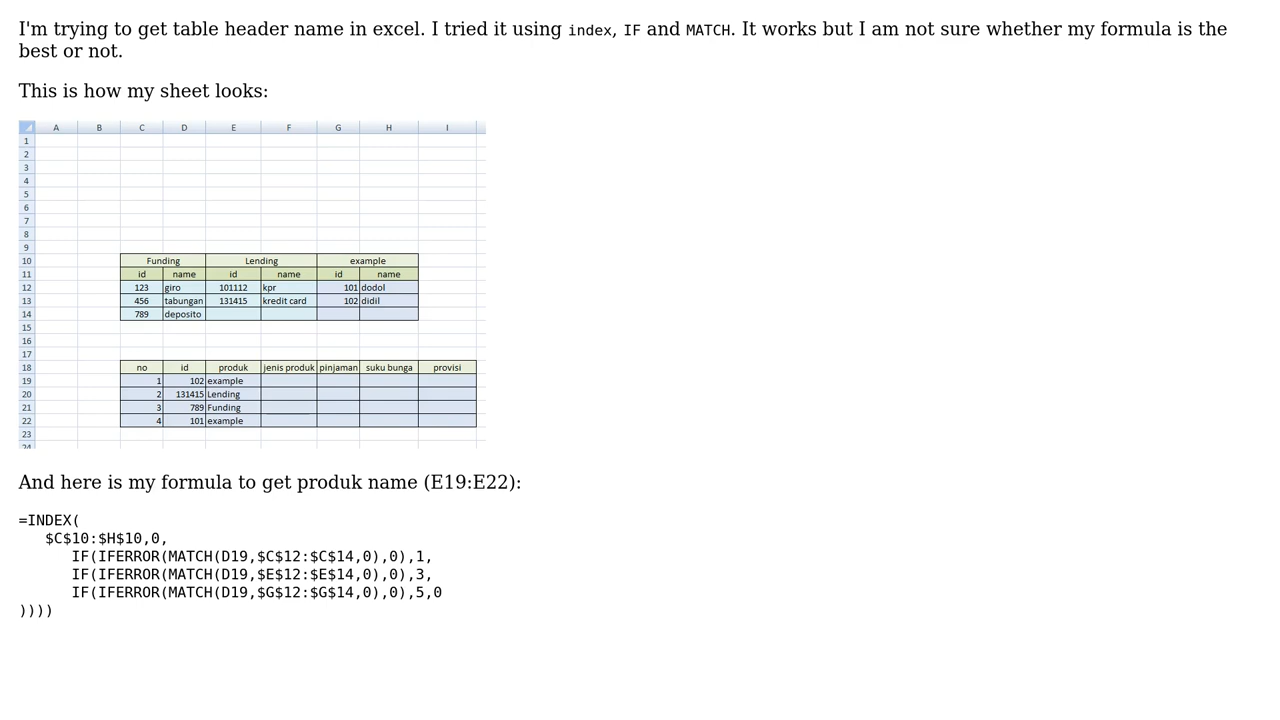 I'm trying to get table header name in excel. I tried it using index, IF and MATCH. It works but I am not sure whether my formula is the
best or not.
This is how my sheet looks:
A B C D E F G H I
1
2
3
4
5
6
7
8
9
10 Funding Lending example
11 id name id name id name
12 123 giro 101112 kpr 101 dodol
13 456 tabungan 131415 kredit card 102 didil
14 789 deposito
15
16
17
18 no id produk jenis produk pinjaman suku bunga provisi
19 1 102 example
20 2 131415 Lending
21 3 789 Funding
22 4 101 example
23
24
And here is my formula to get produk name (E19:E22):
=INDEX(
   $C$10:$H$10,0,
      IF(IFERROR(MATCH(D19,$C$12:$C$14,0),0),1,
      IF(IFERROR(MATCH(D19,$E$12:$E$14,0),0),3,
      IF(IFERROR(MATCH(D19,$G$12:$G$14,0),0),5,0
))))